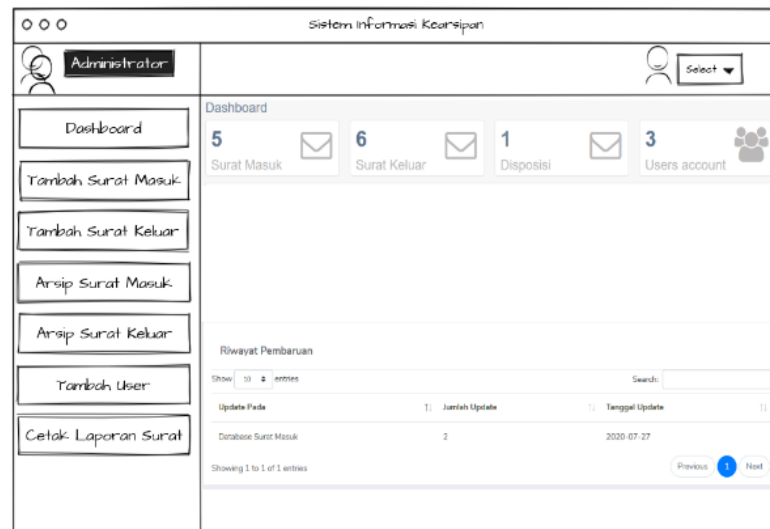 Sistem Informasi Kearsipan
Administrator
Select
Dashboard
Tambah Surat Masuk
Tambah Surat Keluar
Arsip Surat Masuk
Arsip Surat Keluar
Tambah User
Cetak Laporan Surat
Dashboard
5
Surat Masuk
6
Surat Keluar
1
Disposisi
3
Users account
Riwayat Pembaruan
Show 10 entries
Search:
Update Pada Jumlah Update Tanggal Update
Database Surat Masuk 2 2020-07-27
Showing 1 to 1 of 1 entries
Previous 1 Next